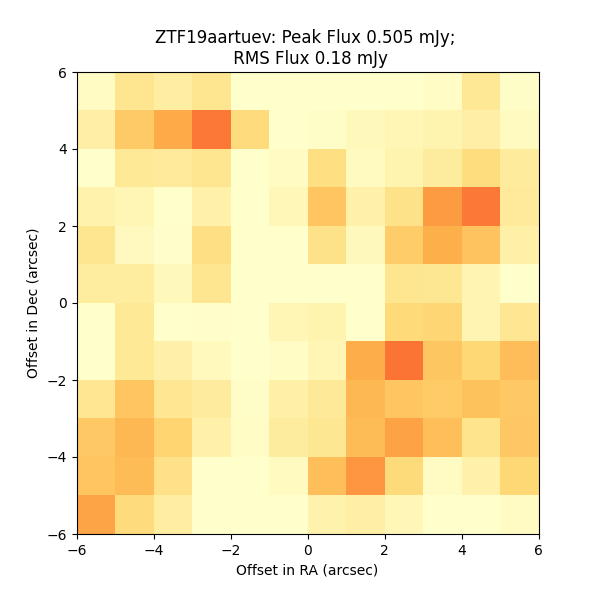 ZTF19aartuev: Peak Flux 0.505 mJy;
RMS Flux 0.18 mJy
6
4
2
0
−2
−4
−6
Offset in Dec (arcsec)
−6 −4 −2 0 2 4 6
Offset in RA (arcsec)